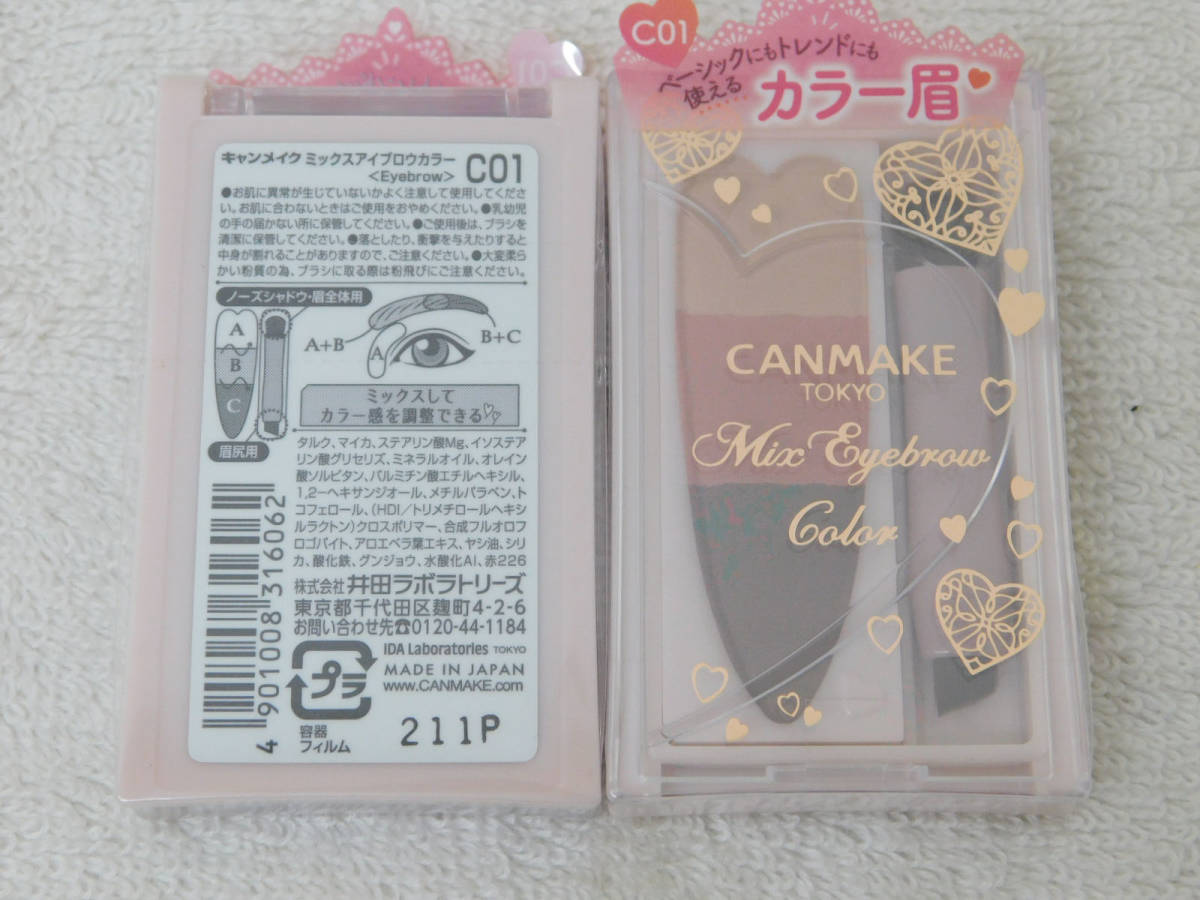 キャンメイク ミックスアイブロウカラー
<Eyebrow> C01
●お肌に異常が生じていないかよく注意して使用してくださ
い。お肌に合わないときはご使用をおやめください。●乳幼児
の手の届かない所に保管してください。●ご使用後は、ブラシを
清潔に保管してください。●落としたり、衝撃を与えたりすると
中身が割れることがありますので、ご注意ください。●大変柔ら
かい粉質の為、ブラシに取る際は粉飛びにご注意ください。
ノーズシャドウ・眉全体用
A
B
C
眉尻用
A+B
A
B+C
ミックスして
カラー感を調整できる
タルク、マイカ、ステアリン酸Mg、イソステア
リン酸グリセリズ、ミネラルオイル、オレイン
酸ソルビタン、パルミチン酸エチルヘキシル、
1,2-ヘキサンジオール、メチルパラベン、ト
コフェロール、(HDI/トリメチロールヘキシ
ルラクトン)クロスポリマー、合成フルオロフ
ロゴパイト、アロエベラ葉エキス、ヤシ油、シリ
カ、酸化鉄、グンジョウ、水酸化Al、赤226
株式会社 井田ラボラトリーズ
東京都千代田区麹町4-2-6
お問い合わせ先☎0120-44-1184
IDA Laboratories TOKYO
MADE IN JAPAN
www.CANMAKE.com
プラ
容器
フィルム
211P
4 901008 316062
C01
ベーシックにもトレンドにも
使える
カラー眉
CANMAKE
TOKYO
Mix Eyebrow
Color